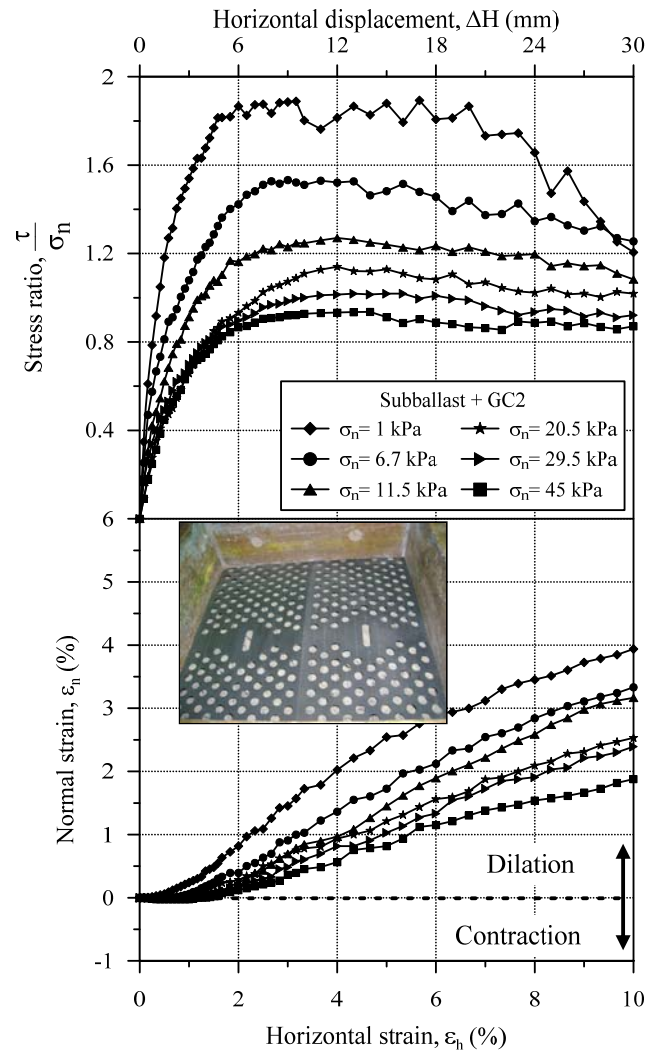 Horizontal displacement, ΔH (mm)
0 6 12 18 24 30
2
1.6
1.2
0.8
0.4
Stress ratio, τ/σn
Subballast + GC2
σn= 1 kPa
σn= 6.7 kPa
σn= 11.5 kPa
σn= 20.5 kPa
σn= 29.5 kPa
σn= 45 kPa
6
5
4
3
2
1
0
-1
Normal strain, εn (%)
Dilation
Contraction
0 2 4 6 8 10
Horizontal strain, εh (%)